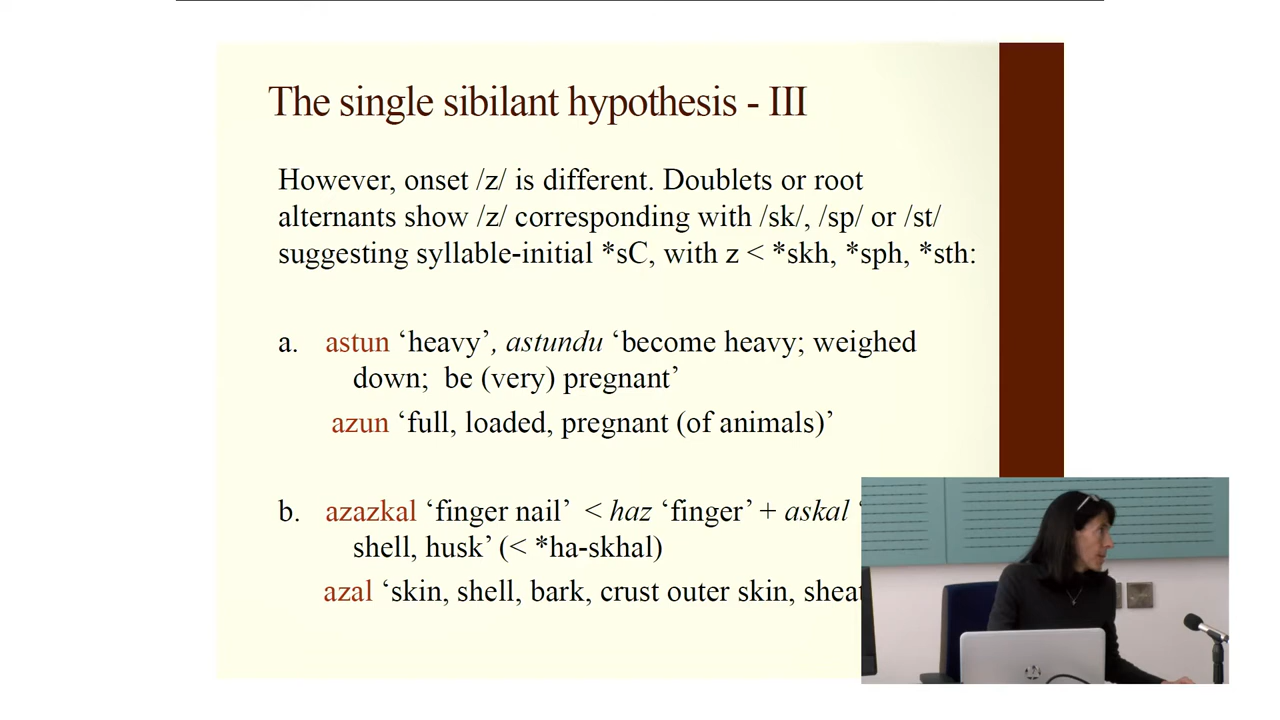 The single sibilant hypothesis - III
However, onset /z/ is different. Doublets or root
alternants show /z/ corresponding with /sk/, /sp/ or /st/
suggesting syllable-initial *sC, with z < *skh, *sph, *sth:
a. astun ‘heavy’, astundu ‘become heavy; weighed
down; be (very) pregnant’
azun ‘full, loaded, pregnant (of animals)’
b. azazkal ‘finger nail’ < haz ‘finger’ + askal ‘
shell, husk’ (< *ha-skhal)
azal ‘skin, shell, bark, crust outer skin,